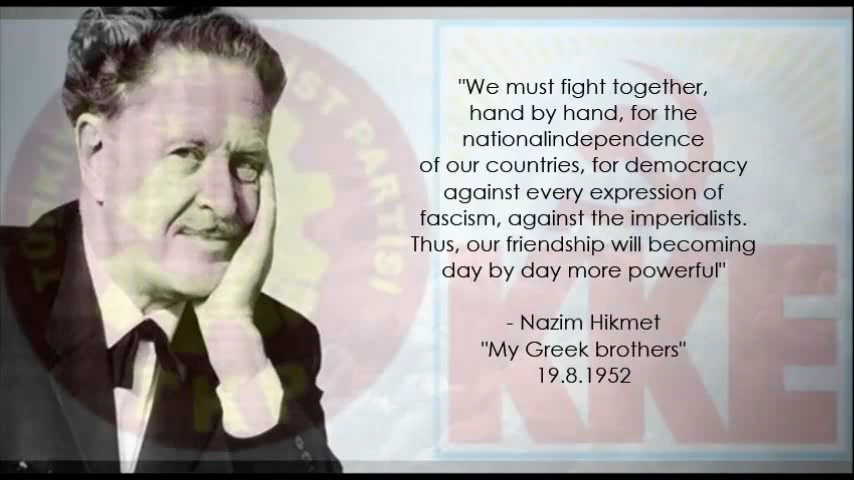 "We must fight together,
hand by hand, for the
nationalindependence
of our countries, for democracy
against every expression of
fascism, against the imperialists.
Thus, our friendship will becoming
day by day more powerful"
- Nazim Hikmet
"My Greek brothers"
19.8.1952
KKE
TKP
PARTISI